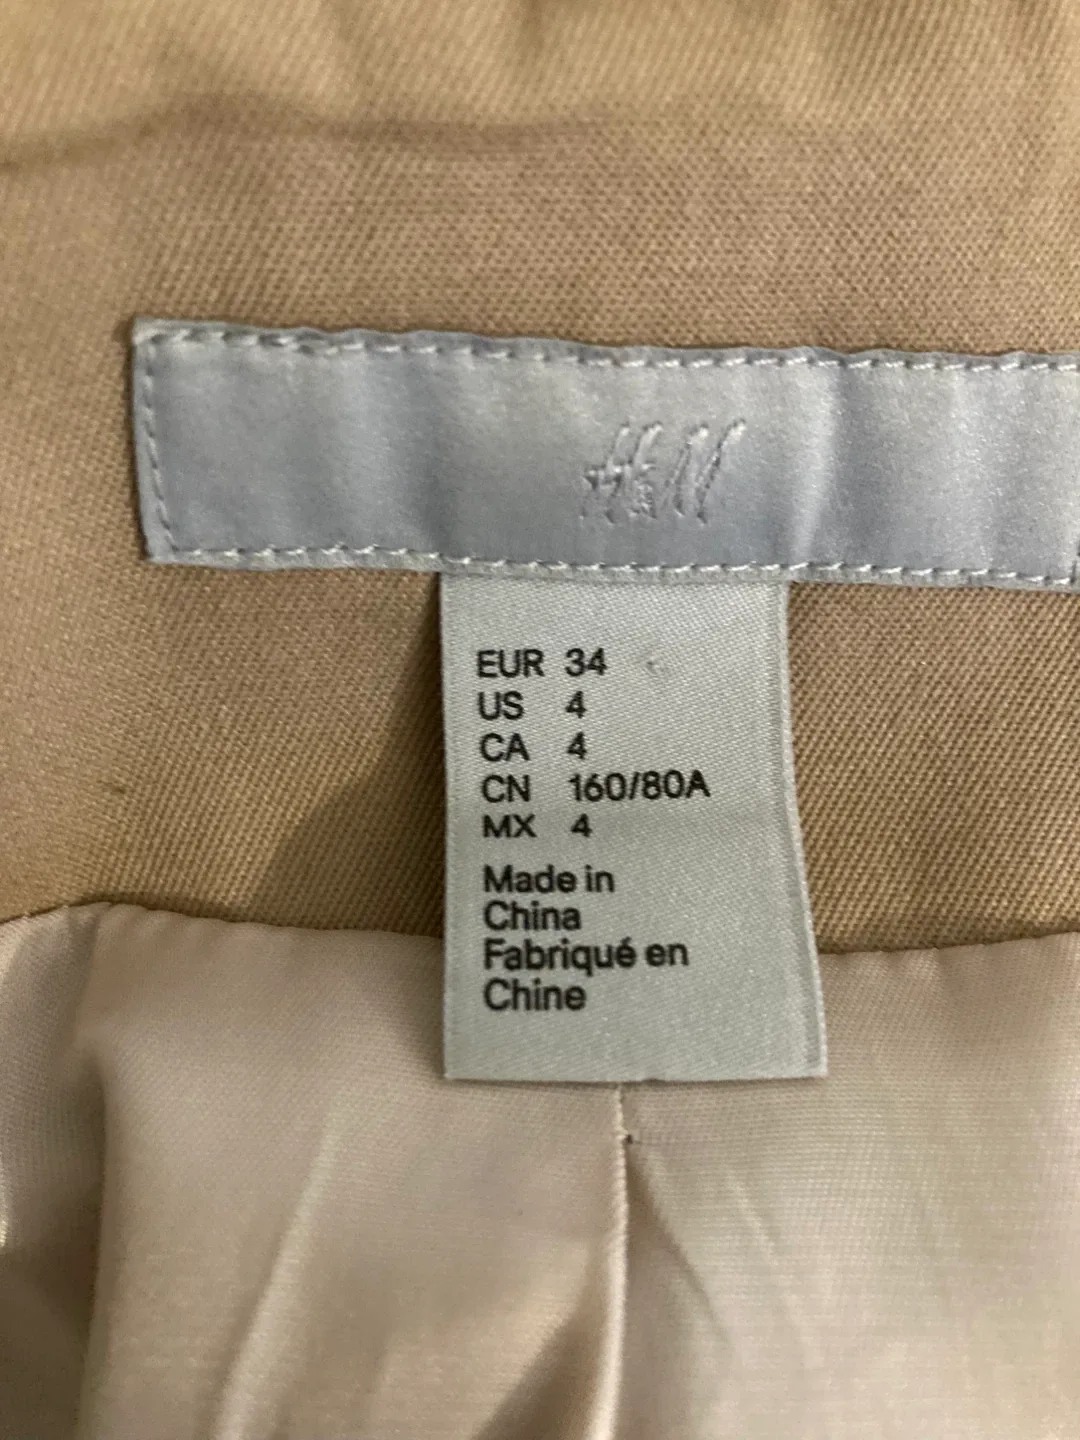 H&M
EUR 34
US 4
CA 4
CN 160/80A
MX 4
Made in
China
Fabriqué en
Chine